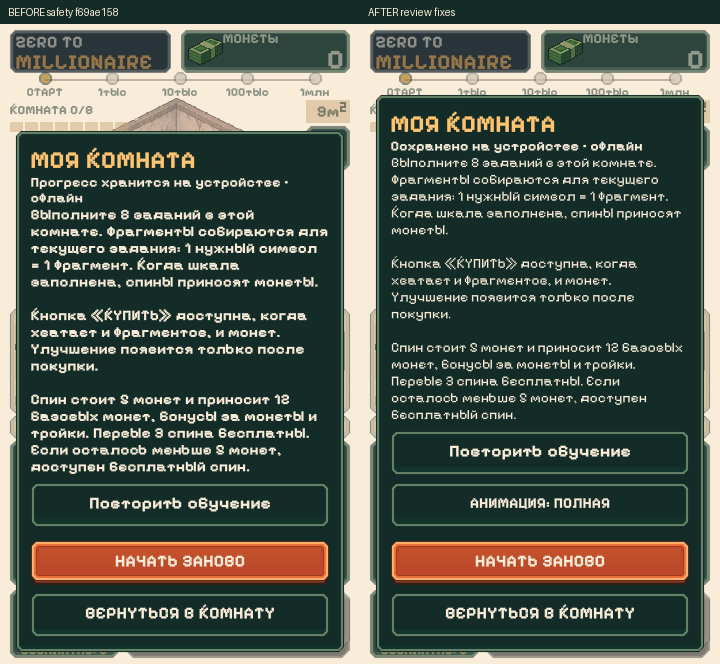 BEFORE safety f69ae158
ZERO TO
MILLIONAIRE
МОНЕТЫ
0
СТАРТ 1тыс 10тыс 100тыс 1млн
КОМНАТА 0/8
9м²
МОЯ КОМНАТА
Прогресс хранится на устройстве ·
офлайн
Выполните 8 заданий в этой
комнате. Фрагменты собираются для
текущего задания: 1 нужный символ
= 1 фрагмент. Когда шкала
заполнена, спины приносят монеты.
Кнопка «КУПИТЬ» доступна, когда
хватает и фрагментов, и монет.
Улучшение появится только после
покупки.
Спин стоит 5 монет и приносит 12
базовых монет, бонусы за монеты и
тройки. Первые 3 спина бесплатны.
Если осталось меньше 5 монет,
доступен бесплатный спин.
Повторить обучение
НАЧАТЬ ЗАНОВО
ВЕРНУТЬСЯ В КОМНАТУ
AFTER review fixes
ZERO TO
MILLIONAIRE
МОНЕТЫ
0
СТАРТ 1тыс 10тыс 100тыс 1млн
МОЯ КОМНАТА
Сохранено на устройстве · офлайн
Выполните 8 заданий в этой комнате.
Фрагменты собираются для текущего
задания: 1 нужный символ = 1 фрагмент.
Когда шкала заполнена, спины приносят
монеты.
Кнопка «КУПИТЬ» доступна, когда
хватает и фрагментов, и монет.
Улучшение появится только после
покупки.
Спин стоит 5 монет и приносит 12 базовых
монет, бонусы за монеты и тройки.
Первые 3 спина бесплатны. Если
осталось меньше 5 монет, доступен
бесплатный спин.
Повторить обучение
АНИМАЦИЯ: ПОЛНАЯ
НАЧАТЬ ЗАНОВО
ВЕРНУТЬСЯ В КОМНАТУ